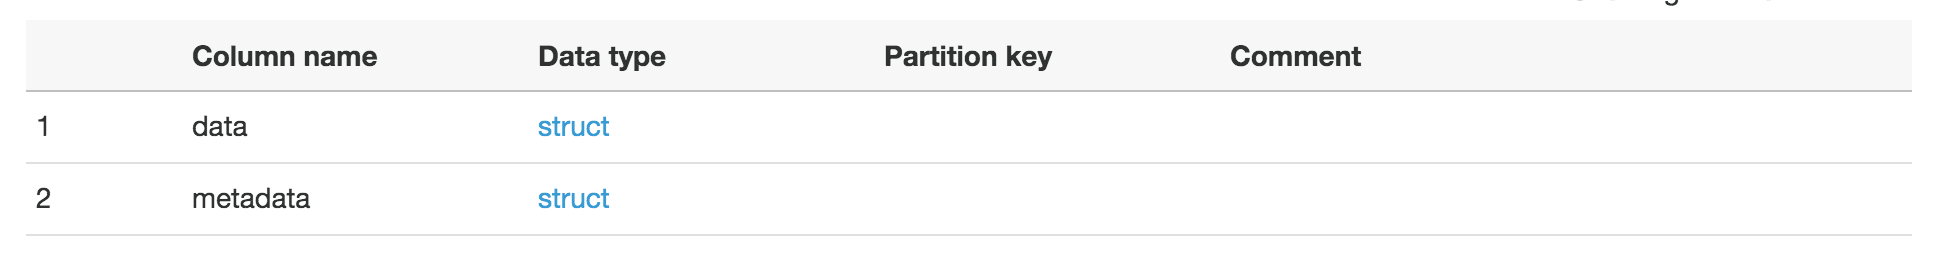 Column name Data type Partition key Comment
1 data struct
2 metadata struct